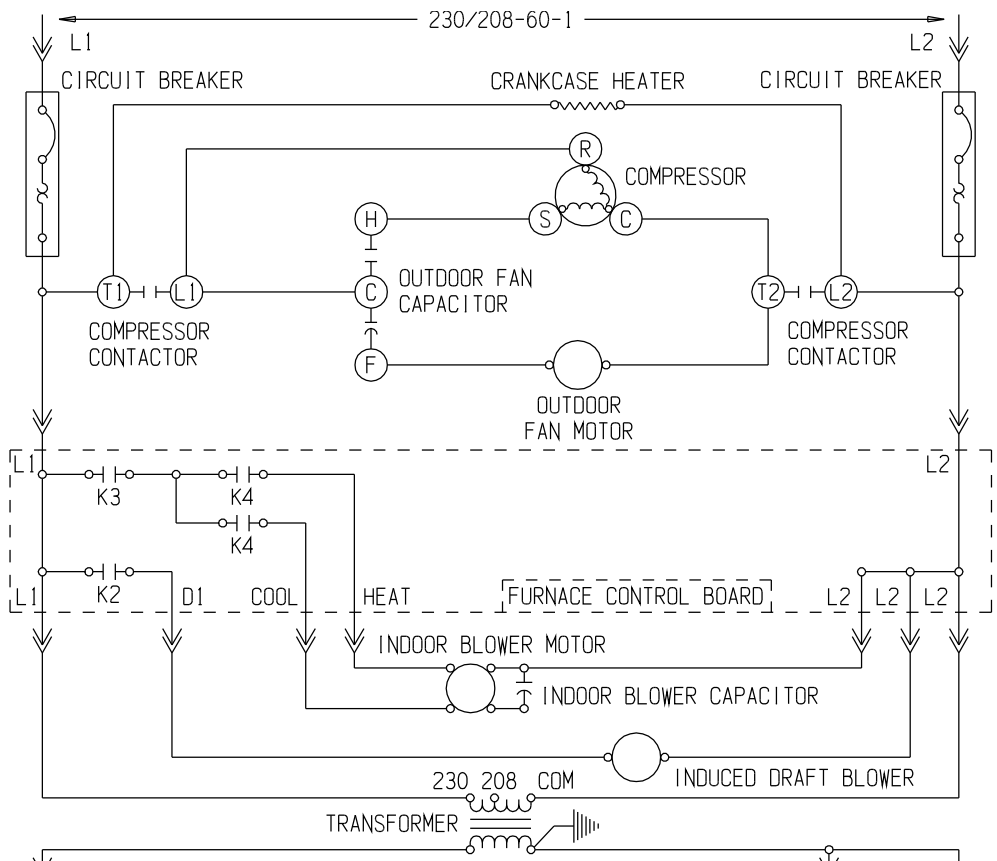 230/208-60-1
L1
L2
CIRCUIT BREAKER
CRANKCASE HEATER
CIRCUIT BREAKER
R
COMPRESSOR
H
S
C
T1
L1
C
OUTDOOR FAN
CAPACITOR
T2
L2
COMPRESSOR
CONTACTOR
COMPRESSOR
CONTACTOR
F
OUTDOOR
FAN MOTOR
L1
L2
K3
K4
K4
L1
K2
D1
COOL
HEAT
FURNACE CONTROL BOARD
L2
L2
L2
INDOOR BLOWER MOTOR
INDOOR BLOWER CAPACITOR
INDUCED DRAFT BLOWER
230 208 COM
TRANSFORMER